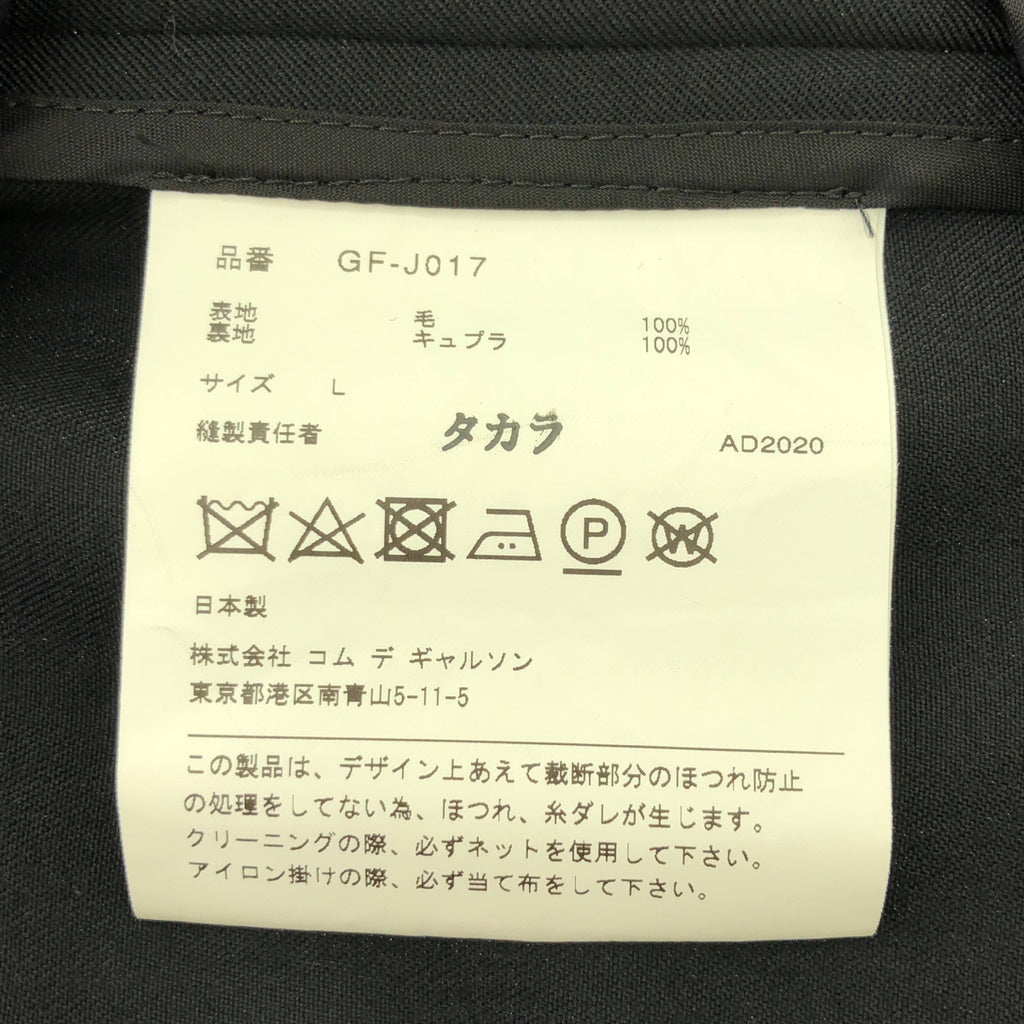 品番 GF-J017
表地 毛 100%
裏地 キュプラ 100%
サイズ L
縫製責任者 タカラ AD2020
P W
日本製
株式会社 コム デ ギャルソン
東京都港区南青山5-11-5
この製品は、デザイン上あえて裁断部分のほつれ防止
の処理をしてない為、ほつれ、糸ダレが生じます。
クリーニングの際、必ずネットを使用して下さい。
アイロン掛けの際、必ず当て布をして下さい。